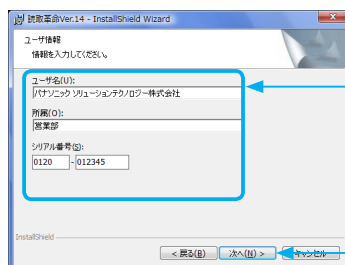 読取革命Ver.14 - InstallShield Wizard
ユーザ情報
情報を入力してください。
ユーザ名(U):
パナソニック ソリューションテクノロジー株式会社
所属(O):
営業部
シリアル番号(S):
0120 - 012345
InstallShield
< 戻る(B) 次へ(N) > キャンセル